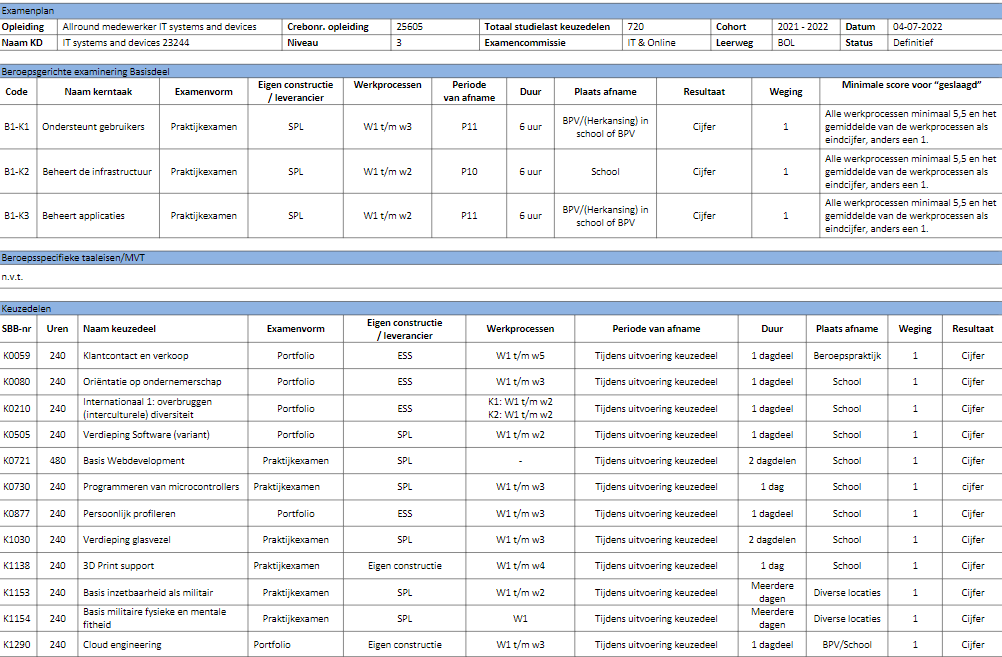 Examenplan
Opleiding Allround medewerker IT systems and devices Crebonr. opleiding 25605 Totaal studielast keuzedelen 720 Cohort 2021 - 2022 Datum 04-07-2022
Naam KD IT systems and devices 23244 Niveau 3 Examencommissie IT & Online Leerweg BOL Status Definitief
Beroepsgerichte examinering Basisdeel
Code Naam kerntaak Examenvorm Eigen constructie / leverancier Werkprocessen Periode van afname Duur Plaats afname Resultaat Weging Minimale score voor “geslaagd”
B1-K1 Ondersteunt gebruikers Praktijkexamen SPL W1 t/m w3 P11 6 uur BPV/(Herkansing) in school of BPV Cijfer 1 Alle werkprocessen minimaal 5,5 en het gemiddelde van de werkprocessen als eindcijfer, anders een 1.
B1-K2 Beheert de infrastructuur Praktijkexamen SPL W1 t/m w2 P10 6 uur School Cijfer 1 Alle werkprocessen minimaal 5,5 en het gemiddelde van de werkprocessen als eindcijfer, anders een 1.
B1-K3 Beheert applicaties Praktijkexamen SPL W1 t/m w2 P11 6 uur BPV/(Herkansing) in school of BPV Cijfer 1 Alle werkprocessen minimaal 5,5 en het gemiddelde van de werkprocessen als eindcijfer, anders een 1.
Beroepsspecifieke taaleisen/MVT
n.v.t.
Keuzedelen
SBB-nr Uren Naam keuzedeel Examenvorm Eigen constructie / leverancier Werkprocessen Periode van afname Duur Plaats afname Weging Resultaat
K0059 240 Klantcontact en verkoop Portfolio ESS W1 t/m w5 Tijdens uitvoering keuzedeel 1 dagdeel Beroepspraktijk 1 Cijfer
K0080 240 Oriëntatie op ondernemerschap Portfolio ESS W1 t/m w3 Tijdens uitvoering keuzedeel 1 dagdeel School 1 Cijfer
K0210 240 Internationaal 1: overbruggen (interculturele) diversiteit Portfolio ESS K1: W1 t/m w2 K2: W1 t/m w2 Tijdens uitvoering keuzedeel 1 dagdeel School 1 Cijfer
K0505 240 Verdieping Software (variant) Portfolio SPL W1 t/m w2 Tijdens uitvoering keuzedeel 1 dagdeel School 1 Cijfer
K0721 480 Basis Webdevelopment Praktijkexamen SPL - Tijdens uitvoering keuzedeel 2 dagdelen School 1 Cijfer
K0730 240 Programmeren van microcontrollers Praktijkexamen SPL W1 t/m w3 Tijdens uitvoering keuzedeel 1 dag School 1 cijfer
K0877 240 Persoonlijk profileren Portfolio ESS W1 t/m w3 Tijdens uitvoering keuzedeel 1 dagdeel School 1 Cijfer
K1030 240 Verdieping glasvezel Praktijkexamen SPL W1 t/m w3 Tijdens uitvoering keuzedeel 2 dagdelen School 1 Cijfer
K1138 240 3D Print support Praktijkexamen Eigen constructie W1 t/m w4 Tijdens uitvoering keuzedeel 1 dag School 1 Cijfer
K1153 240 Basis inzetbaarheid als militair Praktijkexamen SPL W1 t/m w2 Tijdens uitvoering keuzedeel Meerdere dagen Diverse locaties 1 Cijfer
K1154 240 Basis militaire fysieke en mentale fitheid Praktijkexamen SPL W1 Tijdens uitvoering keuzedeel Meerdere dagen Diverse locaties 1 Cijfer
K1290 240 Cloud engineering Portfolio Eigen constructie W1 t/m w3 Tijdens uitvoering keuzedeel 1 dagdeel BPV/School 1 Cijfer